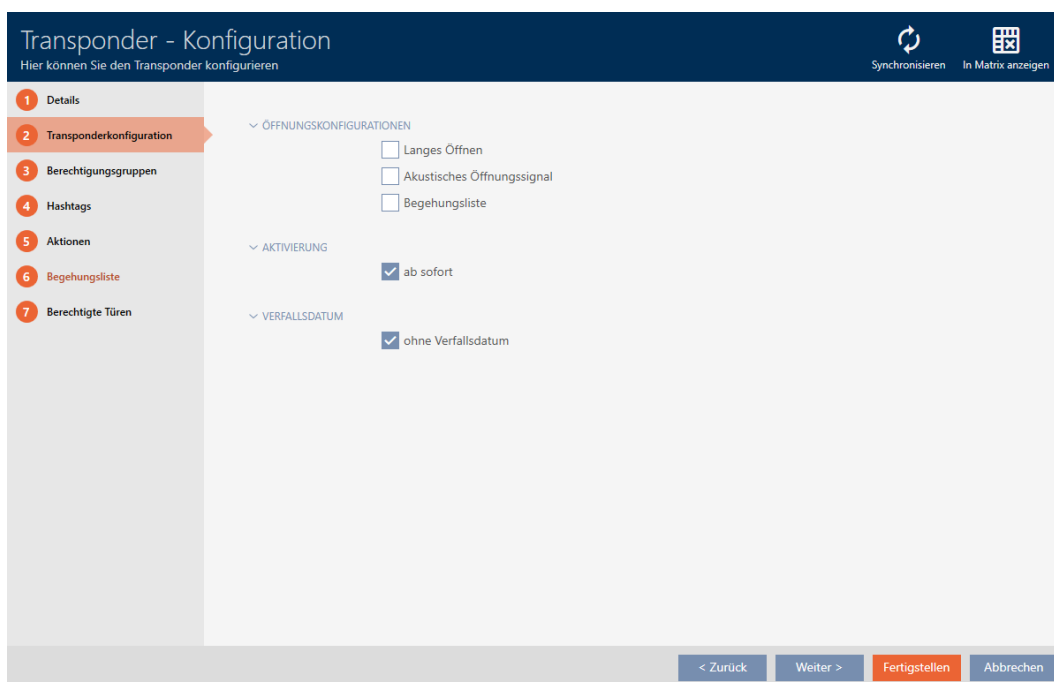 Transponder - Konfiguration
Hier können Sie den Transponder konfigurieren
Synchronisieren
In Matrix anzeigen
1 Details
2 Transponderkonfiguration
3 Berechtigungsgruppen
4 Hashtags
5 Aktionen
6 Begehungsliste
7 Berechtigte Türen
ÖFFNUNGSKONFIGURATIONEN
Langes Öffnen
Akustisches Öffnungssignal
Begehungsliste
AKTIVIERUNG
ab sofort
VERFALLSDATUM
ohne Verfallsdatum
< Zurück
Weiter >
Fertigstellen
Abbrechen